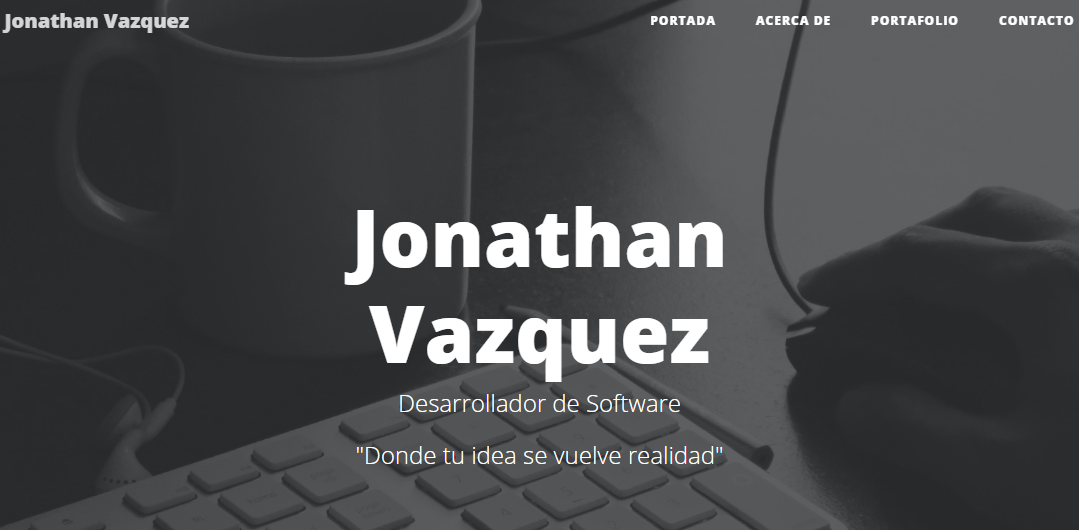 Jonathan Vazquez
PORTADA ACERCA DE PORTAFOLIO CONTACTO
Jonathan
Vazquez
Desarrollador de Software
"Donde tu idea se vuelve realidad"